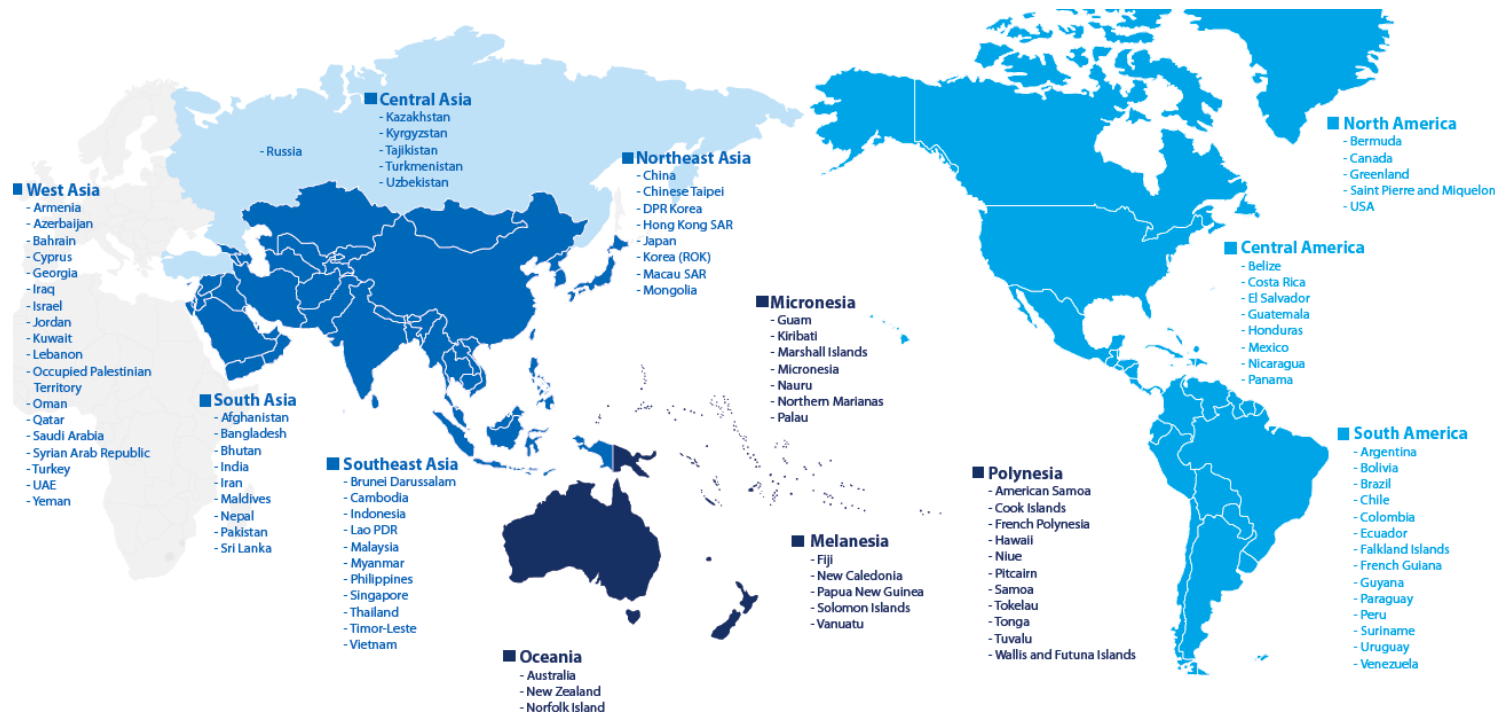 Central Asia
- Kazakhstan
- Kyrgyzstan
- Tajikistan
- Turkmenistan
- Uzbekistan
- Russia
Northeast Asia
- China
- Chinese Taipei
- DPR Korea
- Hong Kong SAR
- Japan
- Korea (ROK)
- Macau SAR
- Mongolia
West Asia
- Armenia
- Azerbaijan
- Bahrain
- Cyprus
- Georgia
- Iraq
- Israel
- Jordan
- Kuwait
- Lebanon
- Occupied Palestinian
Territory
- Oman
- Qatar
- Saudi Arabia
- Syrian Arab Republic
- Turkey
- UAE
- Yeman
South Asia
- Afghanistan
- Bangladesh
- Bhutan
- India
- Iran
- Maldives
- Nepal
- Pakistan
- Sri Lanka
Southeast Asia
- Brunei Darussalam
- Cambodia
- Indonesia
- Lao PDR
- Malaysia
- Myanmar
- Philippines
- Singapore
- Thailand
- Timor-Leste
- Vietnam
Oceania
- Australia
- New Zealand
- Norfolk Island
Micronesia
- Guam
- Kiribati
- Marshall Islands
- Micronesia
- Nauru
- Northern Marianas
- Palau
Melanesia
- Fiji
- New Caledonia
- Papua New Guinea
- Solomon Islands
- Vanuatu
Polynesia
- American Samoa
- Cook Islands
- French Polynesia
- Hawaii
- Niue
- Pitcairn
- Samoa
- Tokelau
- Tonga
- Tuvalu
- Wallis and Futuna Islands
North America
- Bermuda
- Canada
- Greenland
- Saint Pierre and Miquelon
- USA
Central America
- Belize
- Costa Rica
- El Salvador
- Guatemala
- Honduras
- Mexico
- Nicaragua
- Panama
South America
- Argentina
- Bolivia
- Brazil
- Chile
- Colombia
- Ecuador
- Falkland Islands
- French Guiana
- Guyana
- Paraguay
- Peru
- Suriname
- Uruguay
- Venezuela